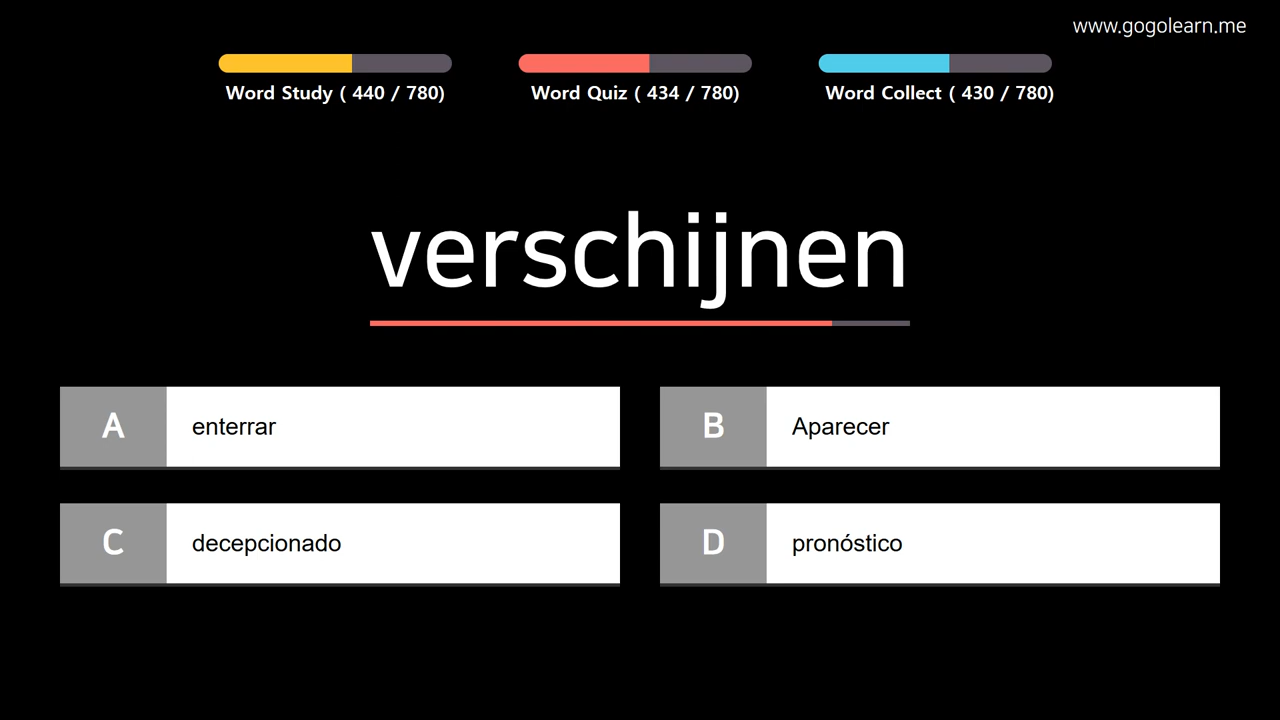 www.gogolearn.me
Word Study ( 440 / 780)
Word Quiz ( 434 / 780)
Word Collect ( 430 / 780)
verschijnen
A enterrar
B Aparecer
C decepcionado
D pronóstico